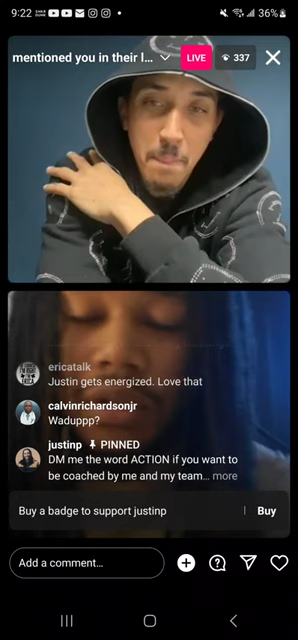 9:22 36%
mentioned you in their l... LIVE 337
ericatalk
Justin gets energized. Love that
calvinrichardsonjr
Waduppp?
justinp PINNED
DM me the word ACTION if you want to
be coached by me and my team... more
Buy a badge to support justinp Buy
Add a comment...